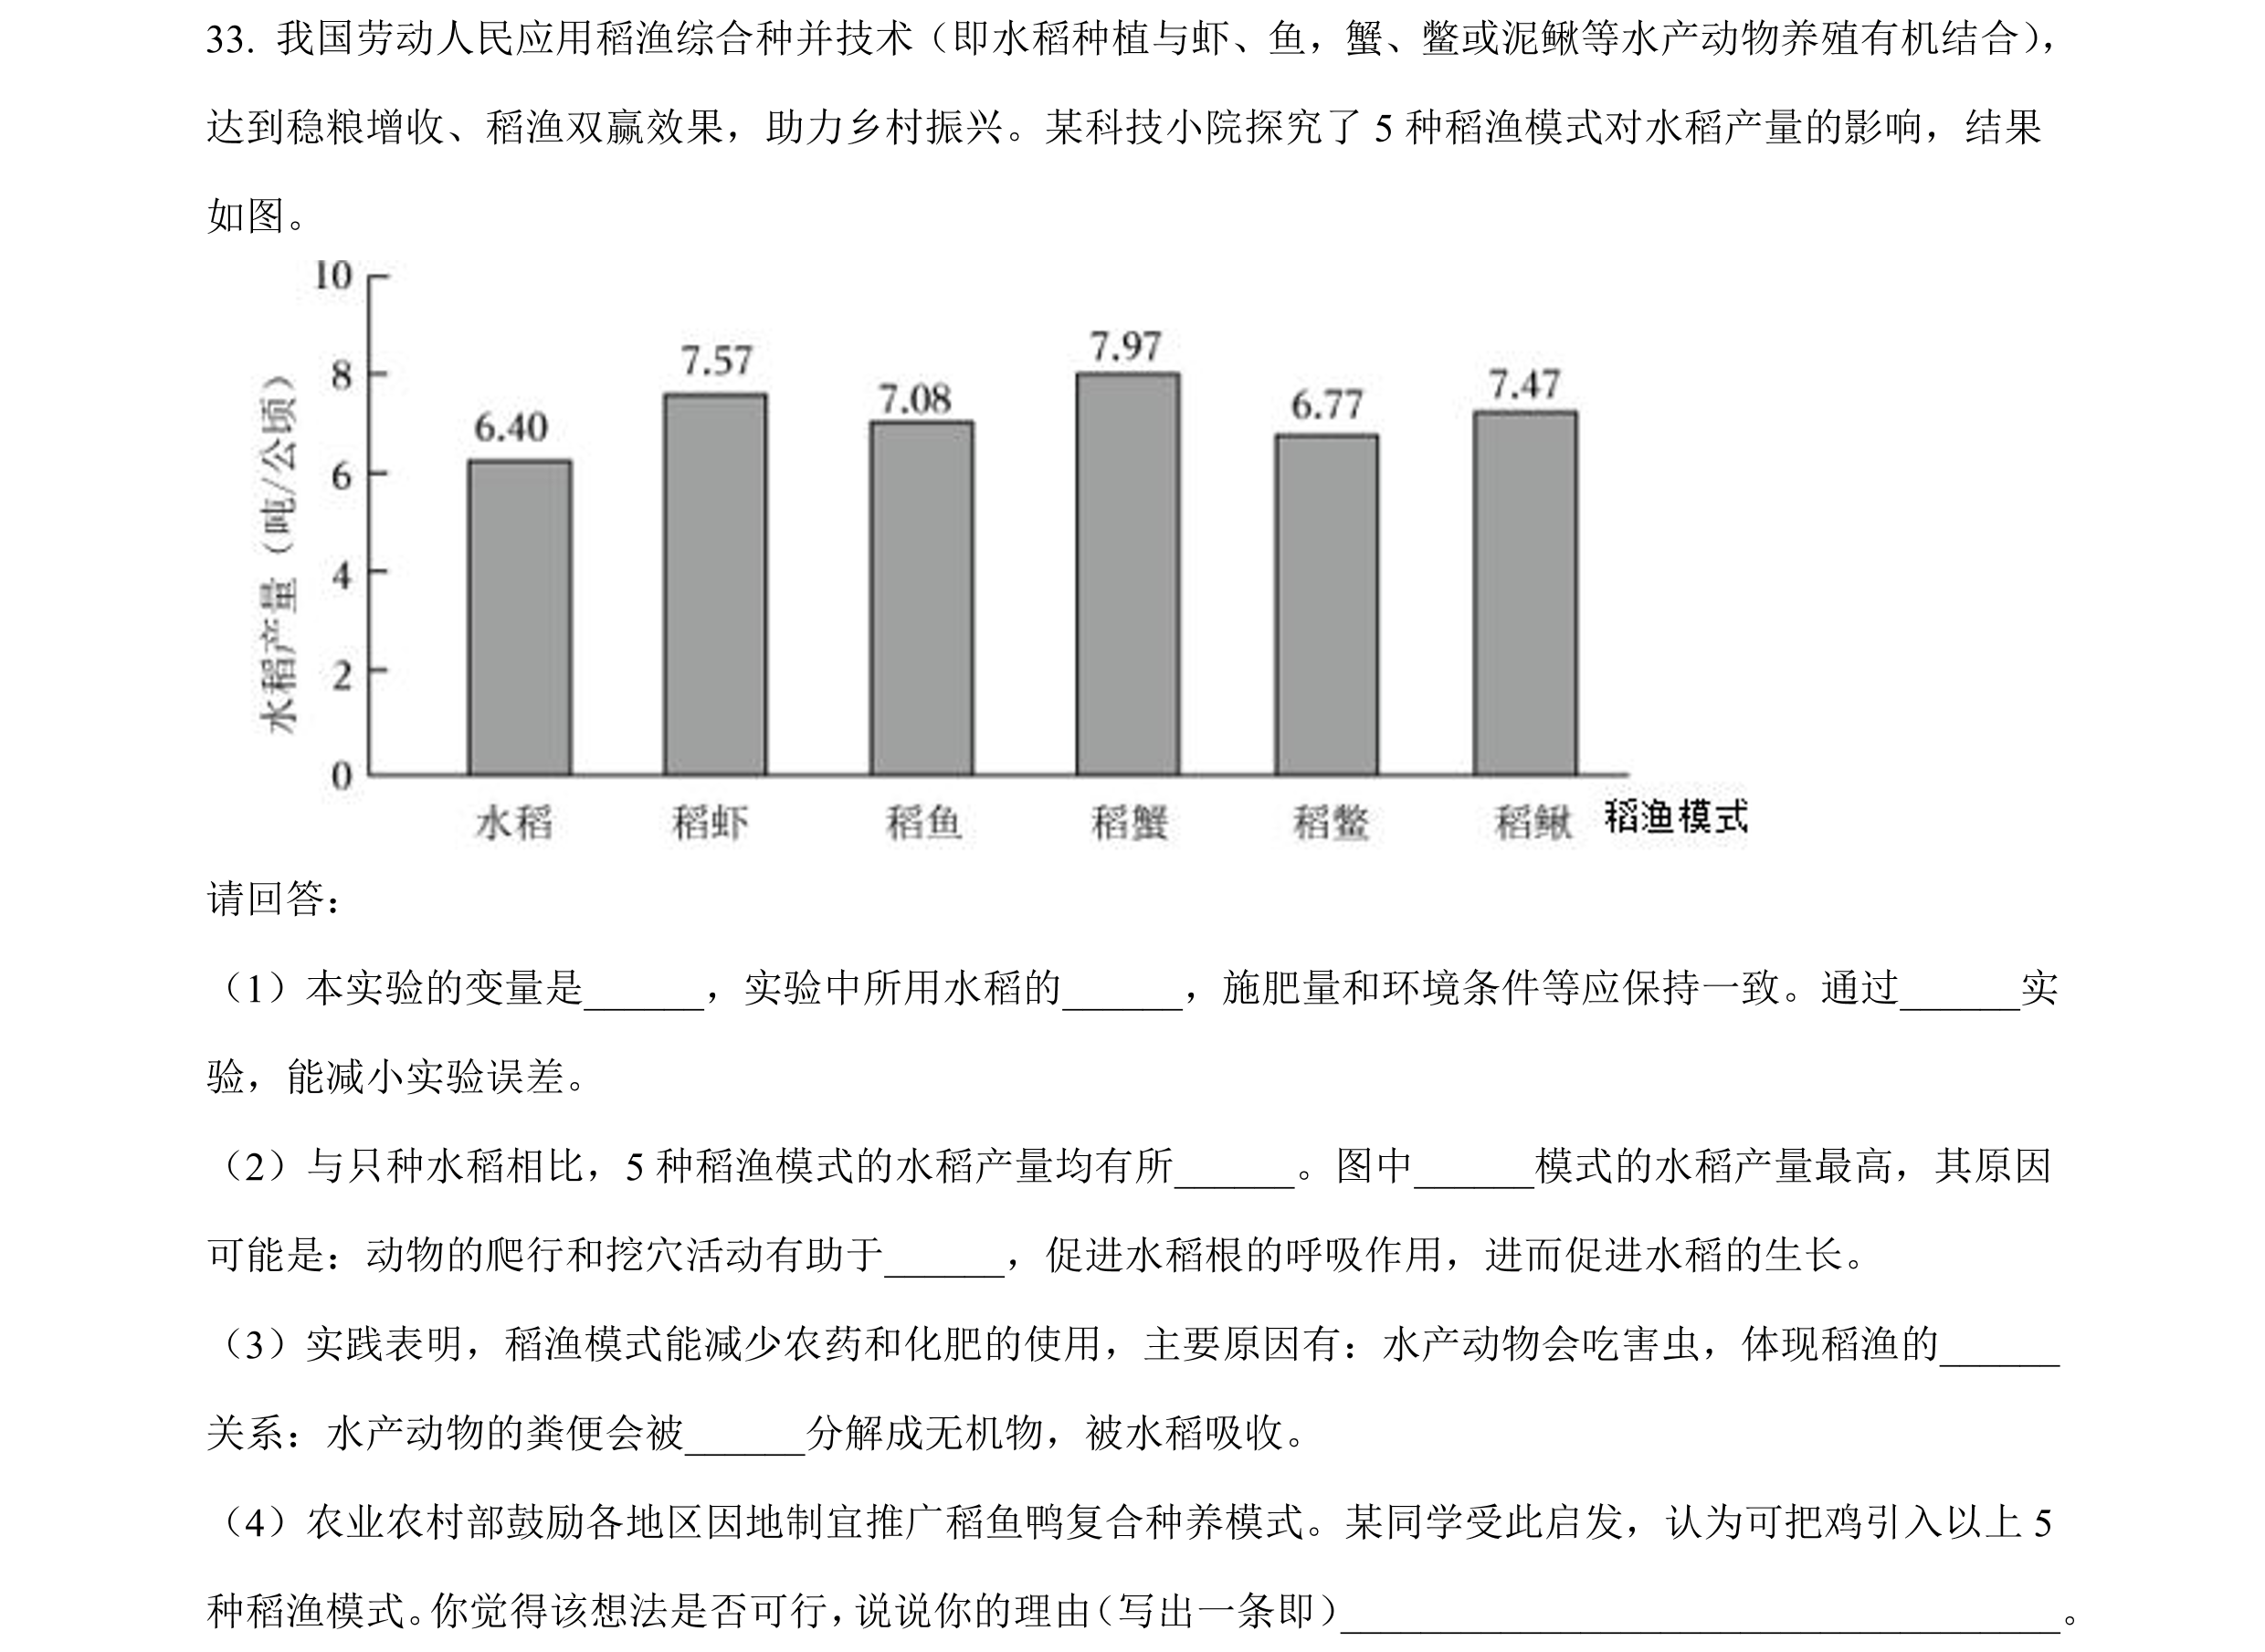 33. 我国劳动人民应用稻渔综合种并技术（即水稻种植与虾、鱼，蟹、鳖或泥鳅等水产动物养殖有机结合），
达到稳粮增收、稻渔双赢效果，助力乡村振兴。某科技小院探究了 5 种稻渔模式对水稻产量的影响，结果
如图。
水稻产量（吨/公顷）
10
8
6
4
2
0
6.40
7.57
7.08
7.97
6.77
7.47
水稻 稻虾 稻鱼 稻蟹 稻鳖 稻鳅 稻渔模式
请回答：
（1）本实验的变量是______，实验中所用水稻的______，施肥量和环境条件等应保持一致。通过______实
验，能减小实验误差。
（2）与只种水稻相比，5 种稻渔模式的水稻产量均有所______。图中______模式的水稻产量最高，其原因
可能是：动物的爬行和挖穴活动有助于______，促进水稻根的呼吸作用，进而促进水稻的生长。
（3）实践表明，稻渔模式能减少农药和化肥的使用，主要原因有：水产动物会吃害虫，体现稻渔的______
关系：水产动物的粪便会被______分解成无机物，被水稻吸收。
（4）农业农村部鼓励各地区因地制宜推广稻鱼鸭复合种养模式。某同学受此启发，认为可把鸡引入以上 5
种稻渔模式。你觉得该想法是否可行，说说你的理由（写出一条即）____________________________________。